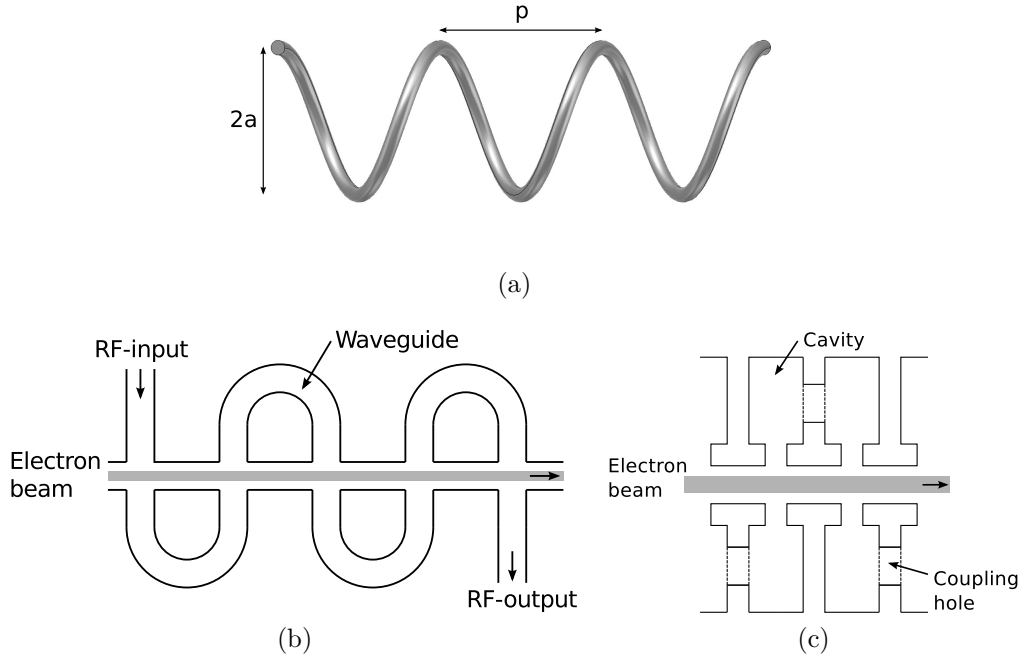 p
2a
(a)
Waveguide
RF-input
Electron
beam
RF-output
(b)
Cavity
Electron
beam
Coupling
hole
(c)